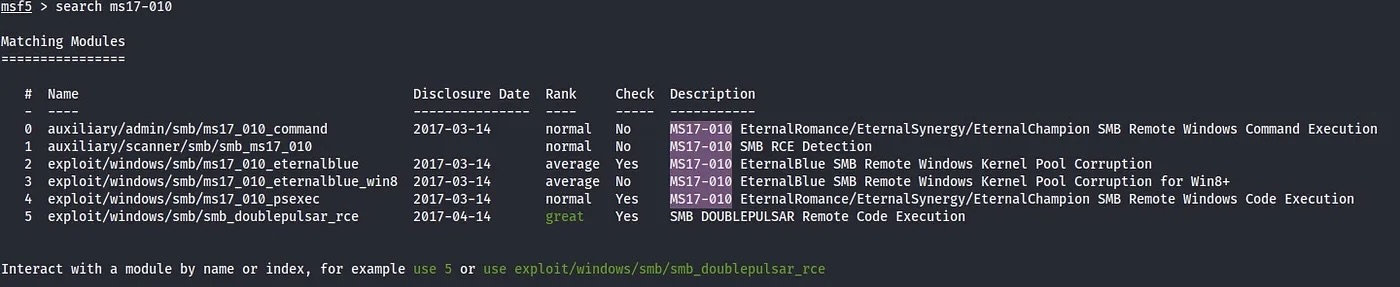 msf5 > search ms17-010
Matching Modules
================
#  Name                                      Disclosure Date  Rank     Check  Description
-  ----                                      ---------------  ----     -----  -----------
0  auxiliary/admin/smb/ms17_010_command      2017-03-14       normal   No     MS17-010 EternalRomance/EternalSynergy/EternalChampion SMB Remote Windows Command Execution
1  auxiliary/scanner/smb/smb_ms17_010                         normal   No     MS17-010 SMB RCE Detection
2  exploit/windows/smb/ms17_010_eternalblue  2017-03-14       average  Yes    MS17-010 EternalBlue SMB Remote Windows Kernel Pool Corruption
3  exploit/windows/smb/ms17_010_eternalblue_win8  2017-03-14  average  No     MS17-010 EternalBlue SMB Remote Windows Kernel Pool Corruption for Win8+
4  exploit/windows/smb/ms17_010_psexec       2017-03-14       normal   Yes    MS17-010 EternalRomance/EternalSynergy/EternalChampion SMB Remote Windows Code Execution
5  exploit/windows/smb/smb_doublepulsar_rce  2017-04-14       great    Yes    SMB DOUBLEPULSAR Remote Code Execution
Interact with a module by name or index, for example use 5 or use exploit/windows/smb/smb_doublepulsar_rce